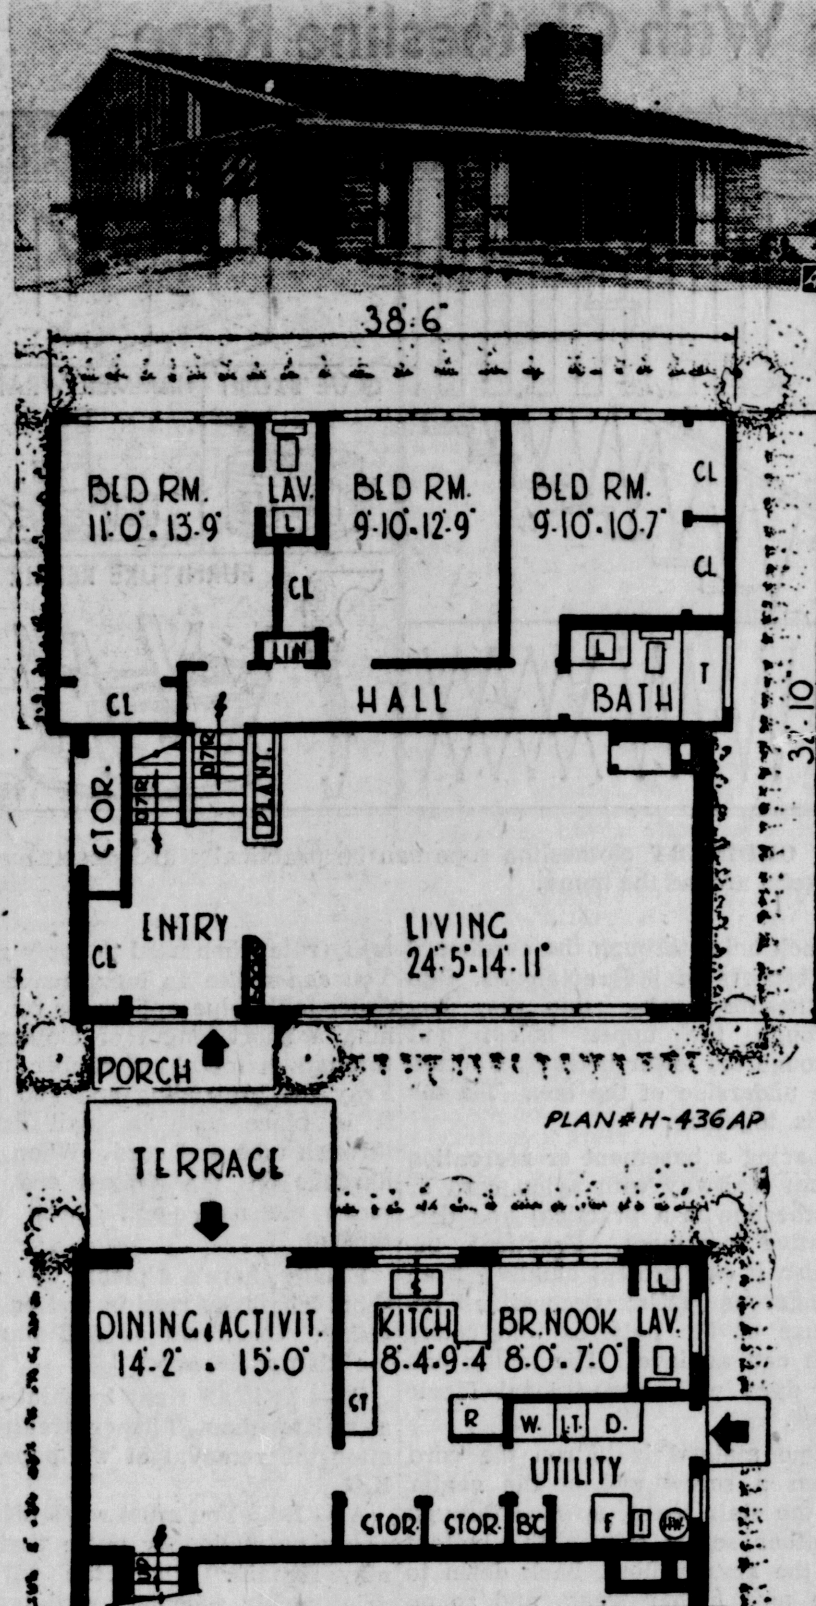 38'-6"
BED RM.
11'-0" · 13'-9"
LAV.
L
BED RM.
9'-10" · 12'-9"
BED RM.
9'-10" · 10'-7"
CL
CL
CL
LIN
CL
HALL
L
BATH
T
32'-10"
STOR.
D 7 R
D 7 R
PLANT.
ENTRY
CL
LIVING
24'-5" · 14'-11"
PORCH
PLAN # H-436AP
TERRACE
DINING & ACTIVIT.
14'-2" · 15'-0"
S
KITCH
8'-4" · 9'-4"
BR. NOOK
8'-0" · 7'-0"
L
LAV.
CT
R
W.
L.T.
D.
UTILITY
STOR.
STOR.
BC
F
I
H.W.
UP